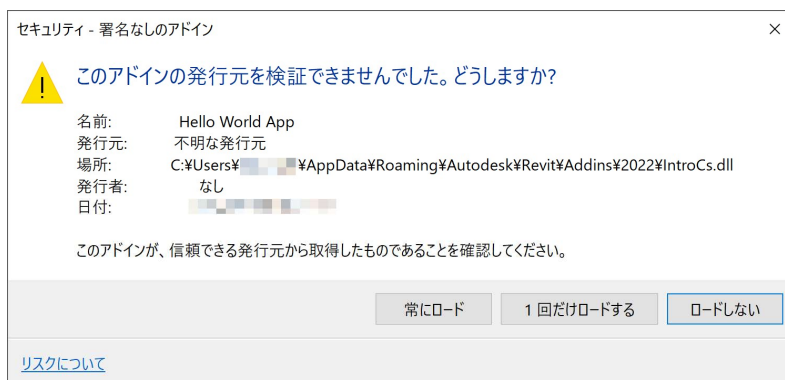 セキュリティ - 署名なしのアドイン
このアドインの発行元を検証できませんでした。どうしますか?
名前: Hello World App
発行元: 不明な発行元
場所: C:¥Users¥ ¥AppData¥Roaming¥Autodesk¥Revit¥Addins¥2022¥IntroCs.dll
発行者: なし
日付:
このアドインが、信頼できる発行元から取得したものであることを確認してください。
常にロード 1 回だけロードする ロードしない
リスクについて